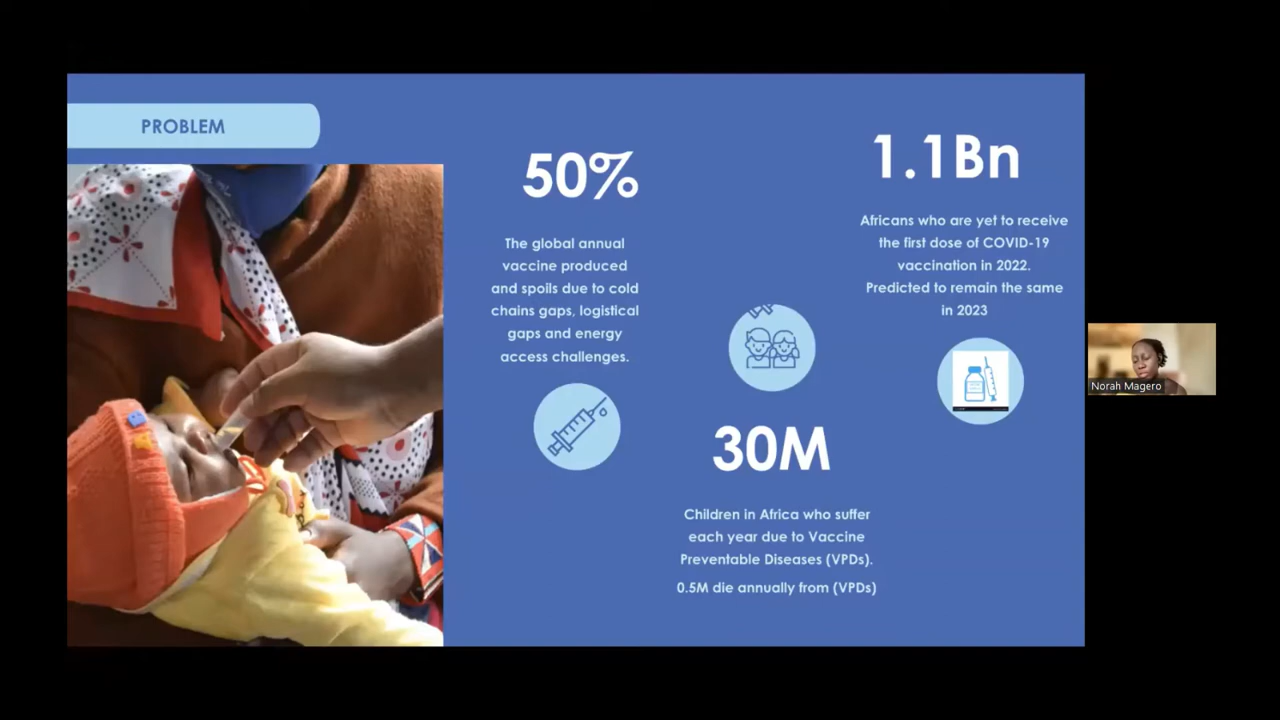 PROBLEM
50%
The global annual
vaccine produced
and spoils due to cold
chains gaps, logistical
gaps and energy
access challenges.
30M
Children in Africa who suffer
each year due to Vaccine
Preventable Diseases (VPDs).
0.5M die annually from (VPDs)
1.1Bn
Africans who are yet to receive
the first dose of COVID-19
vaccination in 2022.
Predicted to remain the same
in 2023
Norah Magero